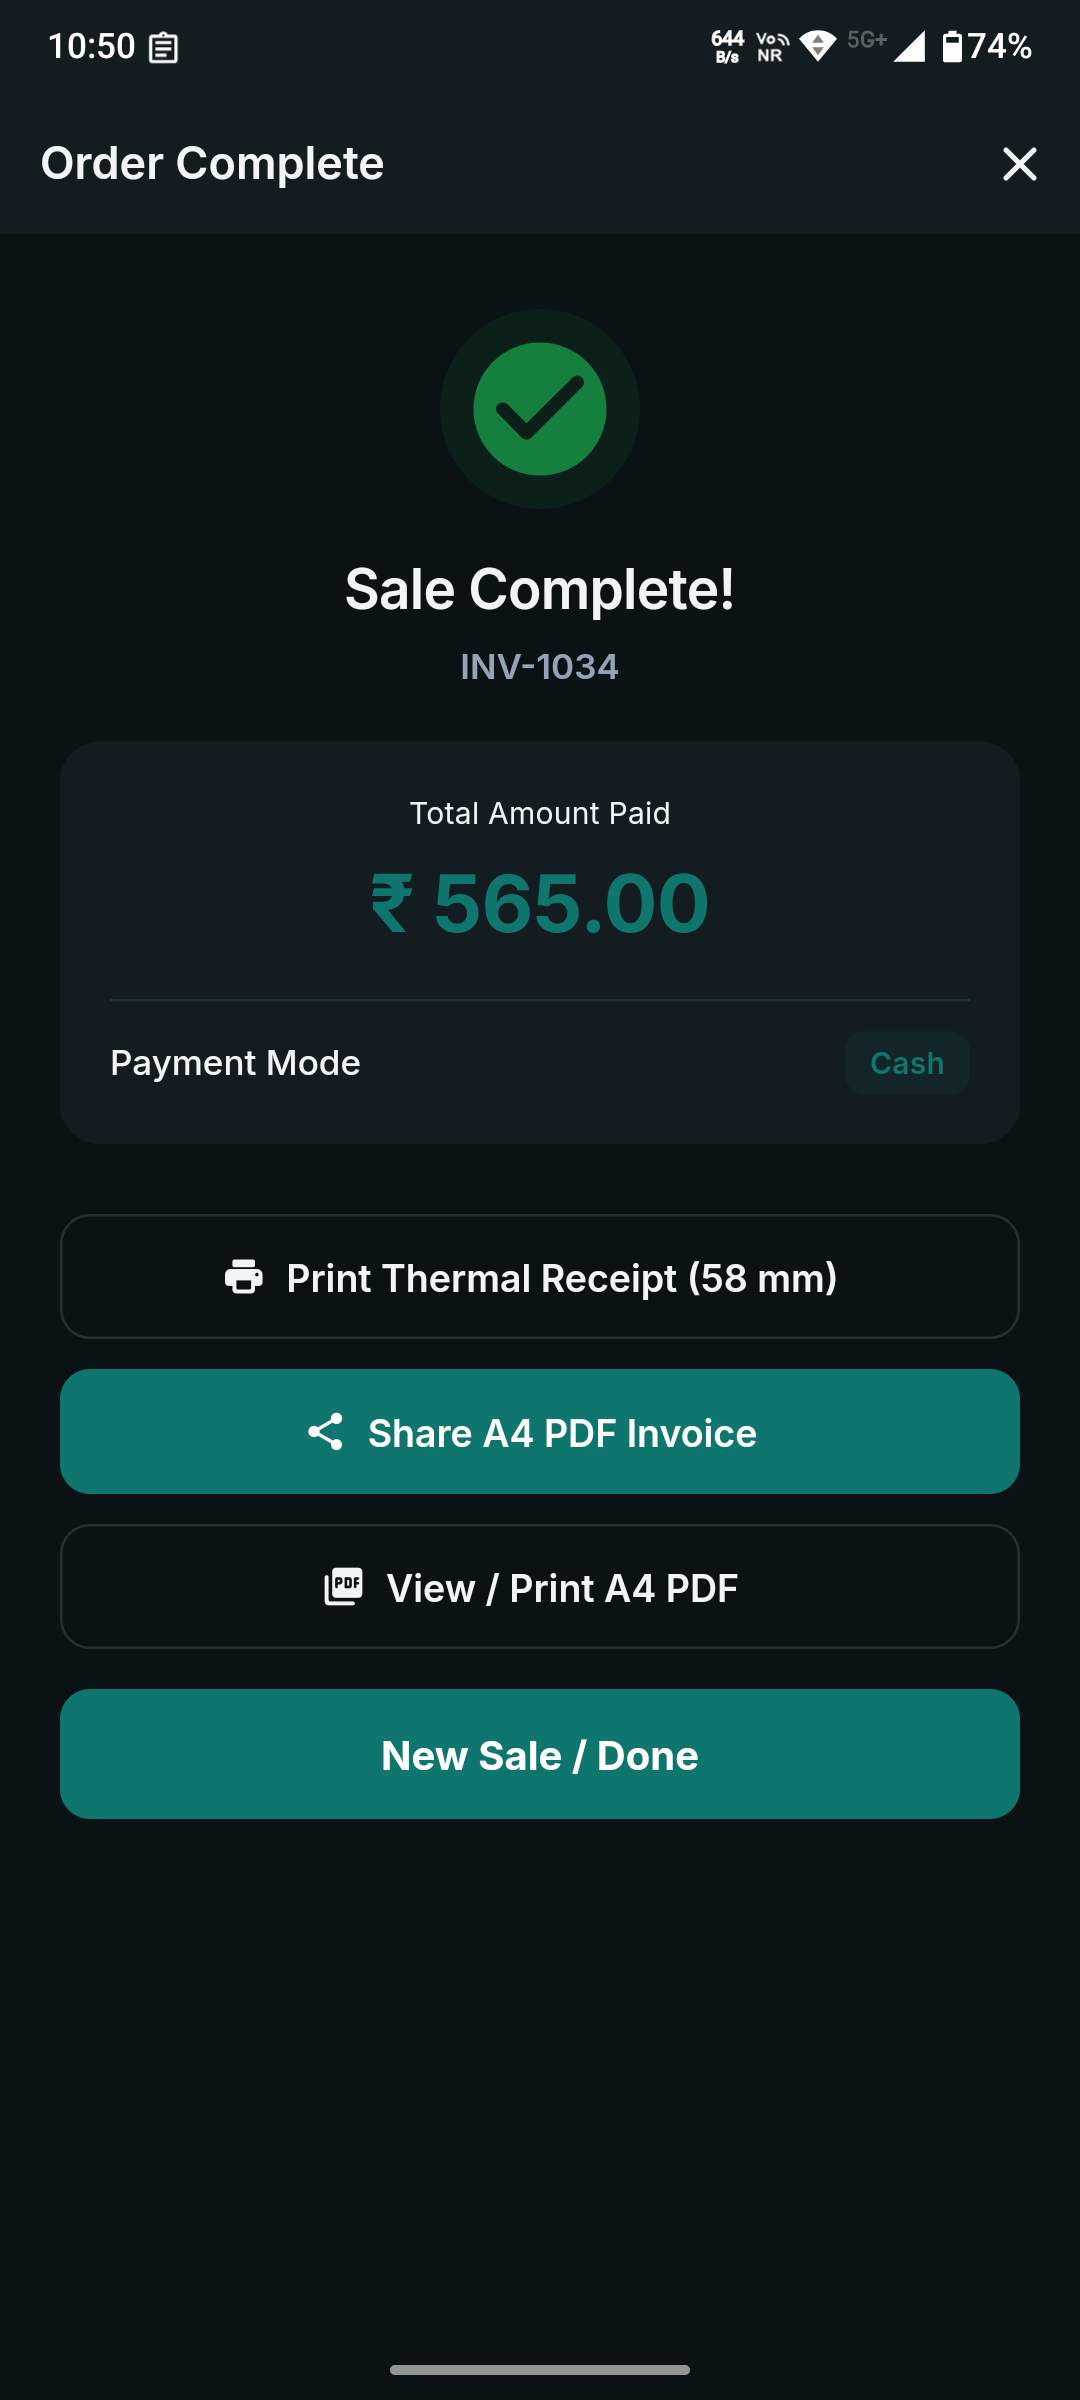 10:50
644 B/s
Vo NR
5G+
74%
Order Complete
Sale Complete!
INV-1034
Total Amount Paid
₹ 565.00
Payment Mode
Cash
Print Thermal Receipt (58 mm)
Share A4 PDF Invoice
PDF
View / Print A4 PDF
New Sale / Done